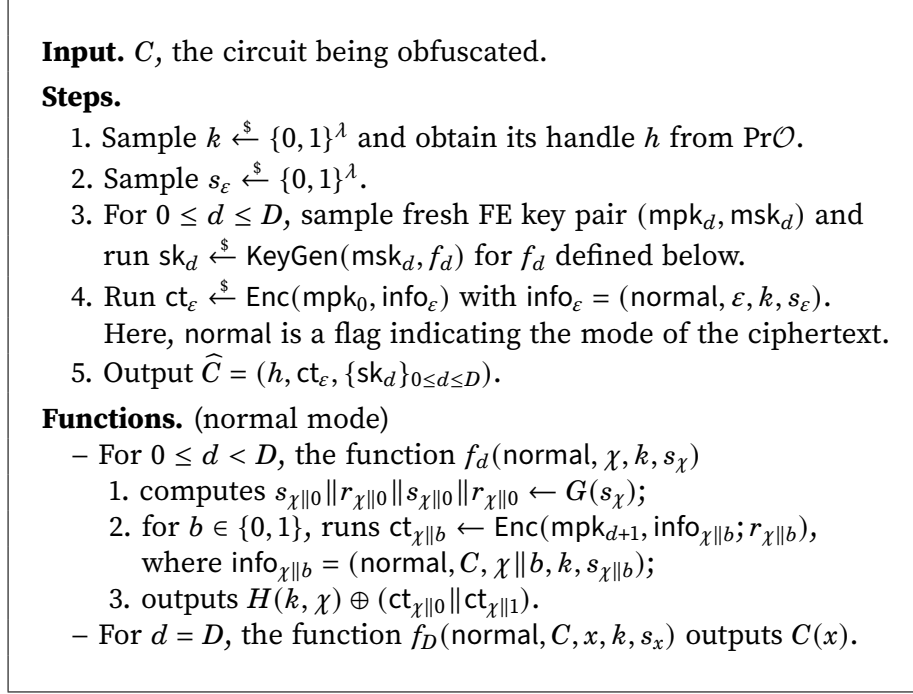 Input. C, the circuit being obfuscated.
Steps.
1. Sample k ←$ {0, 1}^λ and obtain its handle h from Pr𝒪.
2. Sample s_ε ←$ {0, 1}^λ.
3. For 0 ≤ d ≤ D, sample fresh FE key pair (mpk_d, msk_d) and
run sk_d ←$ KeyGen(msk_d, f_d) for f_d defined below.
4. Run ct_ε ←$ Enc(mpk_0, info_ε) with info_ε = (normal, ε, k, s_ε).
Here, normal is a flag indicating the mode of the ciphertext.
5. Output Ĉ = (h, ct_ε, {sk_d}_{0≤d≤D}).
Functions. (normal mode)
– For 0 ≤ d < D, the function f_d(normal, χ, k, s_χ)
1. computes s_{χ‖0}‖r_{χ‖0}‖s_{χ‖0}‖r_{χ‖0} ← G(s_χ);
2. for b ∈ {0, 1}, runs ct_{χ‖b} ← Enc(mpk_{d+1}, info_{χ‖b}; r_{χ‖b}),
where info_{χ‖b} = (normal, C, χ‖b, k, s_{χ‖b});
3. outputs H(k, χ) ⊕ (ct_{χ‖0}‖ct_{χ‖1}).
– For d = D, the function f_D(normal, C, x, k, s_x) outputs C(x).